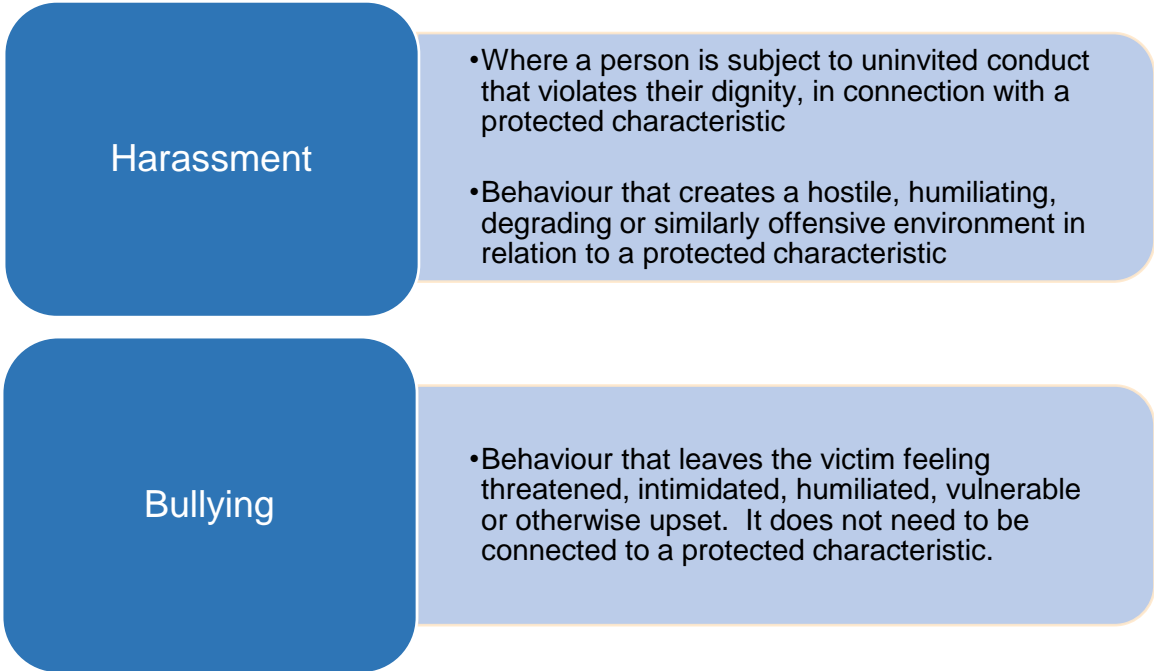 Harassment
•Where a person is subject to uninvited conduct
that violates their dignity, in connection with a
protected characteristic
•Behaviour that creates a hostile, humiliating,
degrading or similarly offensive environment in
relation to a protected characteristic
Bullying
•Behaviour that leaves the victim feeling
threatened, intimidated, humiliated, vulnerable
or otherwise upset.  It does not need to be
connected to a protected characteristic.